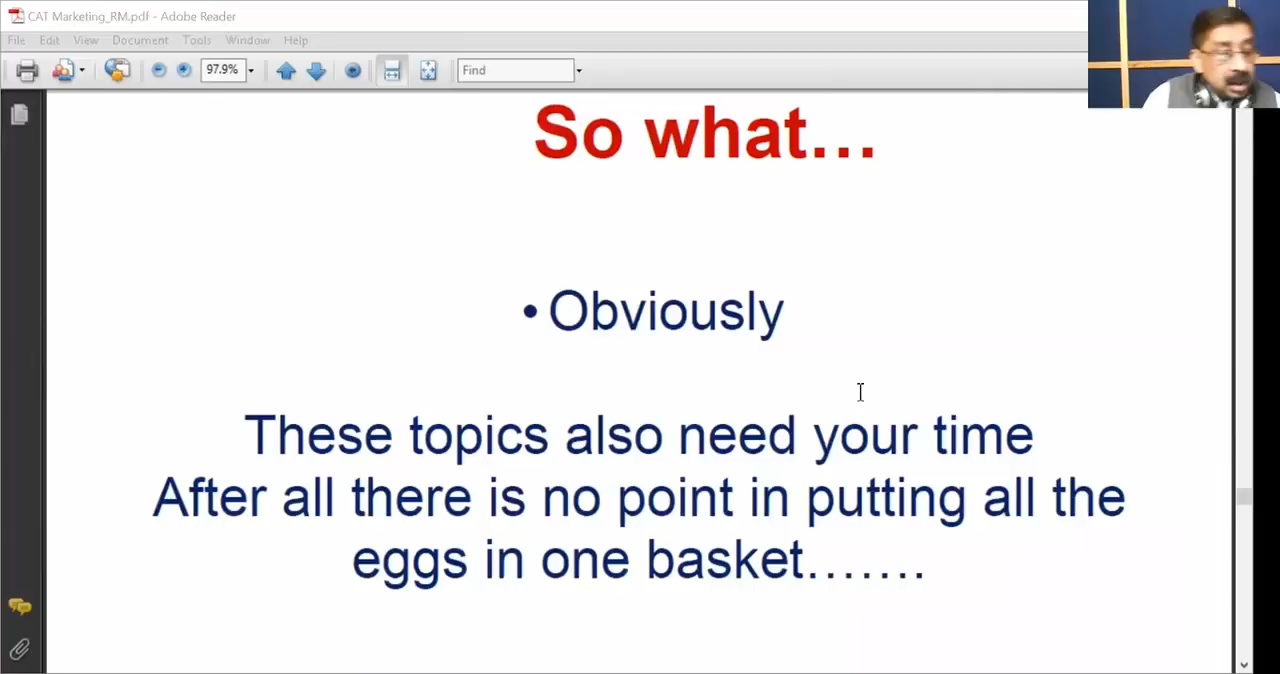 CAT Marketing_RM.pdf - Adobe Reader
File Edit View Document Tools Window Help
97.9% Find
So what...
• Obviously
These topics also need your time
After all there is no point in putting all the
eggs in one basket.......